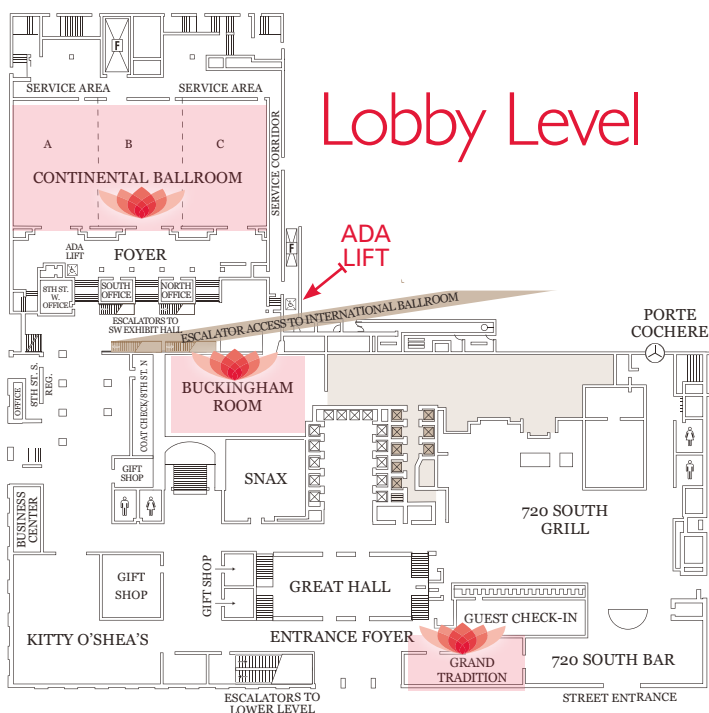 F
SERVICE AREA
SERVICE AREA
Lobby Level
A
B
C
CONTINENTAL BALLROOM
SERVICE CORRIDOR
ADA
LIFT
FOYER
F
ADA
LIFT
8TH ST.
W.
OFFICE
SOUTH
OFFICE
NORTH
OFFICE
ESCALATORS TO
SW EXHIBIT HALL
ESCALATOR ACCESS TO INTERNATIONAL BALLROOM
PORTE
COCHERE
OFFICE
8TH ST. S.
REG.
COAT CHECK/8TH ST. N
BUCKINGHAM
ROOM
GIFT
SHOP
SNAX
BUSINESS
CENTER
720 SOUTH
GRILL
GIFT
SHOP
GIFT SHOP
GREAT HALL
GUEST CHECK-IN
KITTY O'SHEA'S
ENTRANCE FOYER
GRAND
TRADITION
720 SOUTH BAR
ESCALATORS TO
LOWER LEVEL
STREET ENTRANCE